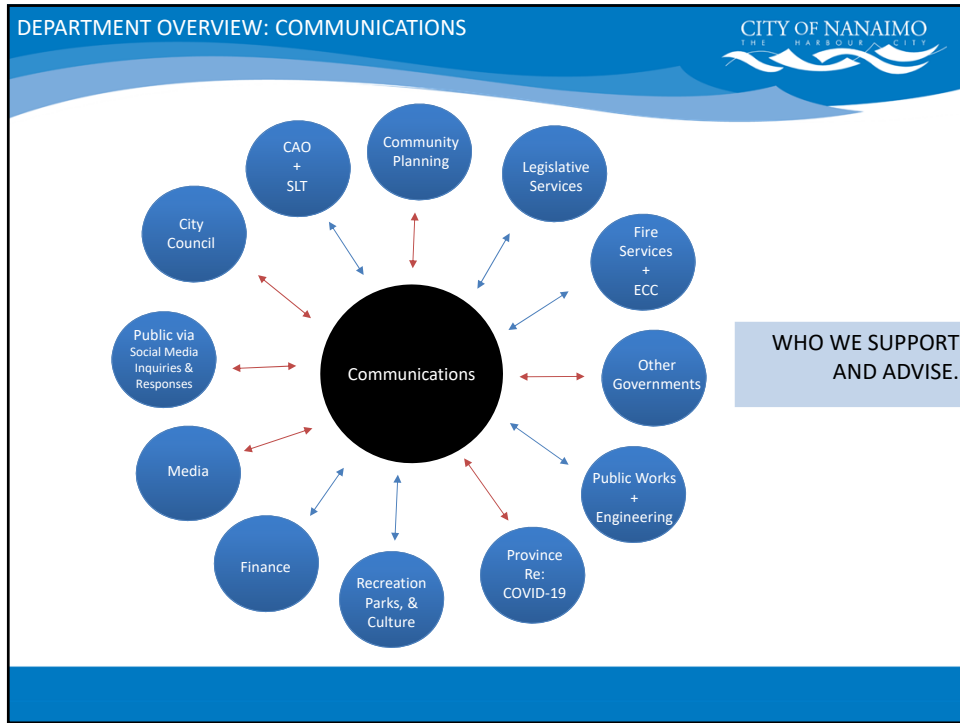 DEPARTMENT OVERVIEW: COMMUNICATIONS
CITY OF NANAIMO
THE HARBOUR CITY
Community
Planning
CAO
+
SLT
Legislative
Services
City
Council
Fire
Services
+
ECC
Public via
Social Media
Inquiries &
Responses
Communications
Other
Governments
WHO WE SUPPORT
AND ADVISE.
Media
Public Works
+
Engineering
Finance
Recreation
Parks, &
Culture
Province
Re:
COVID-19